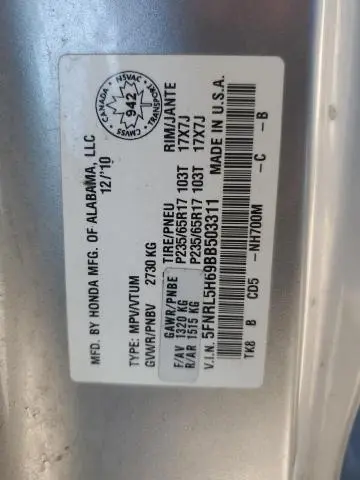 MFD. BY HONDA MFG. OF ALABAMA, LLC
12/'10
CANADA
NSVAC
942
TRANSPORT
CMVSS
TYPE: MPV/VTUM
GVWR/PNBV 2730 KG
GAWR/PNBE TIRE/PNEU RIM/JANTE
F/AV 1320 KG P235/65R17 103T 17X7J
R/AR 1515 KG P235/65R17 103T 17X7J
V.I.N. 5FNRL5H69BB503311 MADE IN U.S.A.
TK8 B CD5 -NH700M -C -B